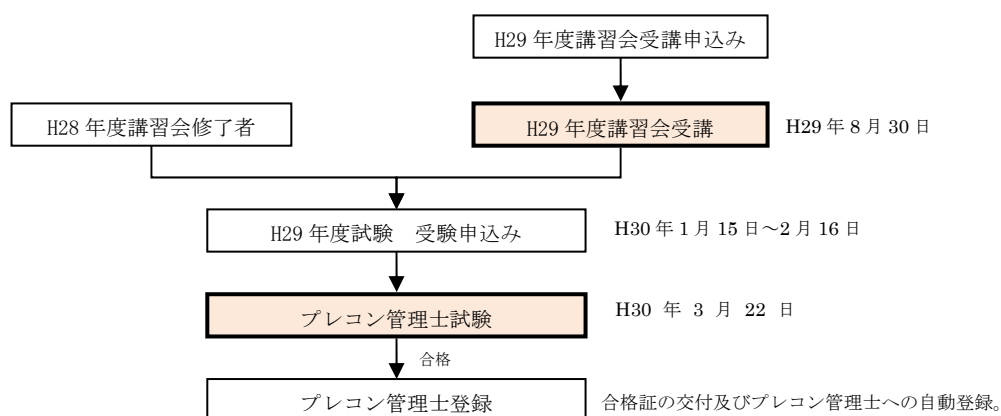 H29 年度講習会受講申込み
H28 年度講習会修了者
H29 年度講習会受講
H29 年 8 月 30 日
H29 年度試験　受験申込み
H30 年 1 月 15 日～2 月 16 日
プレコン管理士試験
H30 年 3 月 22 日
合格
プレコン管理士登録
合格証の交付及びプレコン管理士への自動登録。